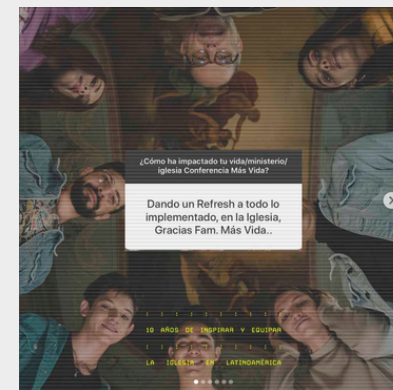 ¿Cómo ha impactado tu vida/ministerio/
iglesia Conferencia Más Vida?
Dando un Refresh a todo lo
implementado, en la Iglesia,
Gracias Fam. Más Vida..
10 AÑOS DE INSPIRAR Y EQUIPAR
LA IGLESIA EN LATINOAMÉRICA